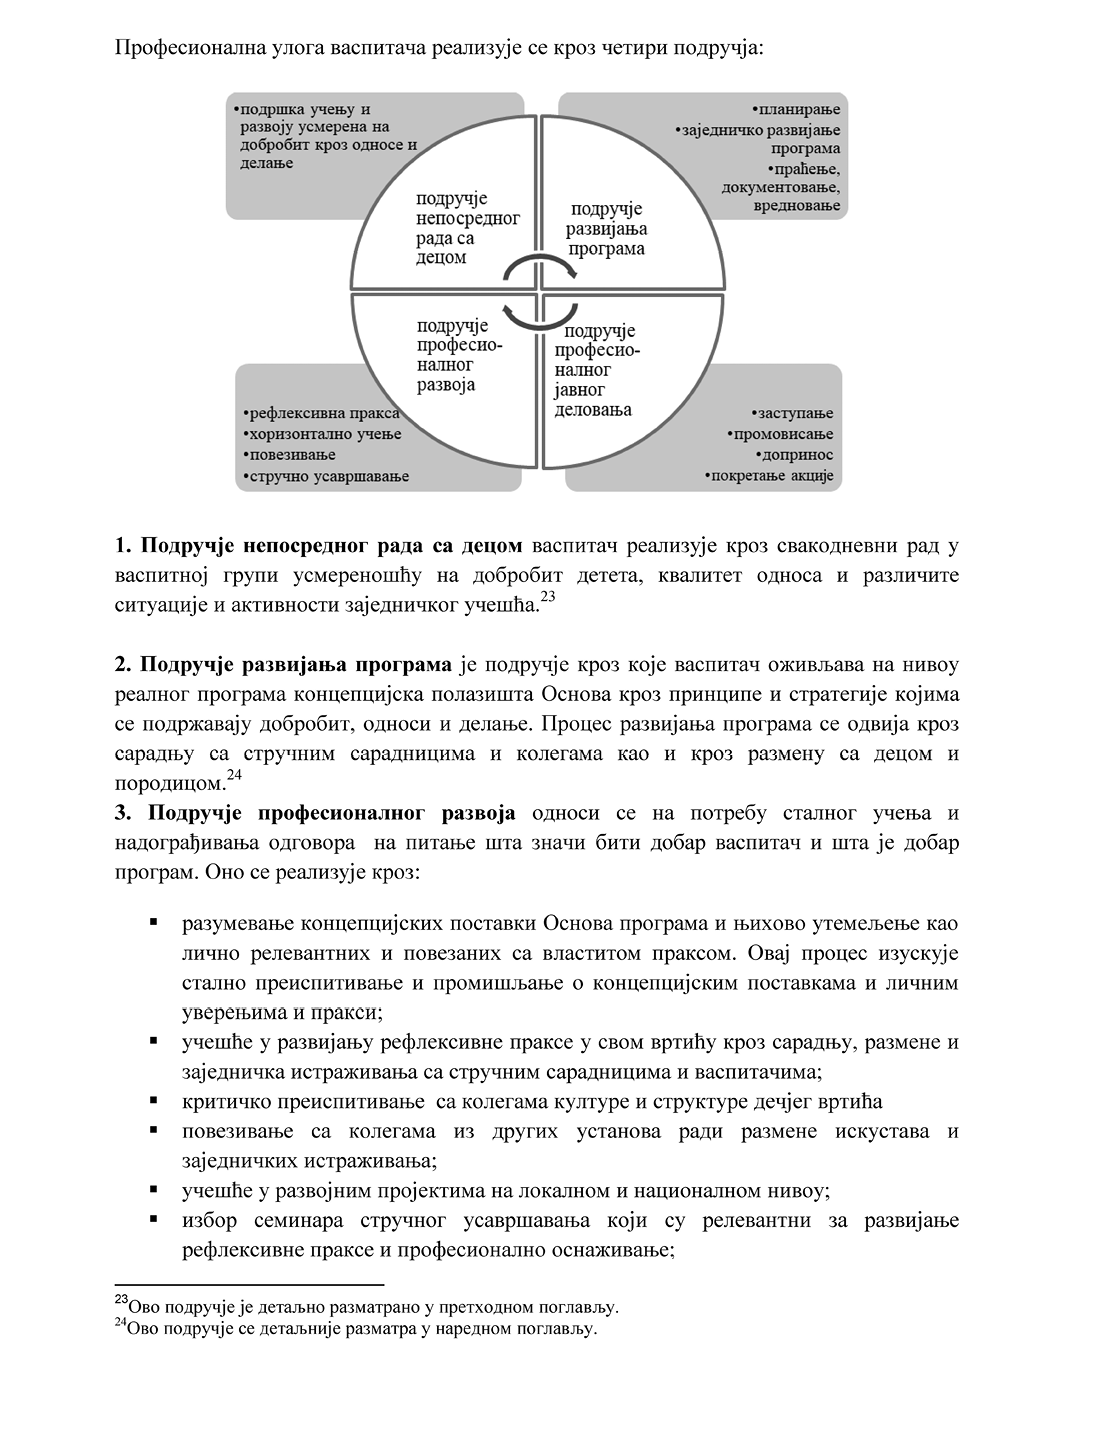 Професионална улога васпитача реализује се кроз четири подручја:
•подршка учењу и
развоју усмерена на
добробит кроз односе и
делање
•планирање
•заједничко развијање
програма
•праћење,
документовање,
вредновање
подручје
непосредног
рада са
децом
подручје
развијања
програма
подручје
професио-
налног
развоја
подручје
професио-
налног
јавног
деловања
•рефлексивна пракса
•хоризонтално учење
•повезивање
•стручно усавршавање
•заступање
•промовисање
•допринос
•покретање акције
1. Подручје непосредног рада са децом васпитач реализује кроз свакодневни рад у
васпитној групи усмереношћу на добробит детета, квалитет односа и различите
ситуације и активности заједничког учешћа.23
2. Подручје развијања програма је подручје кроз које васпитач оживљава на нивоу
реалног програма концепцијска полазишта Основа кроз принципе и стратегије којима
се подржавају добробит, односи и делање. Процес развијања програма се одвија кроз
сарадњу са стручним сарадницима и колегама као и кроз размену са децом и
породицом.24
3. Подручје професионалног развоја односи се на потребу сталног учења и
надограђивања одговора на питање шта значи бити добар васпитач и шта је добар
програм. Оно се реализује кроз:
▪ разумевање концепцијских поставки Основа програма и њихово утемељење као
лично релевантних и повезаних са властитом праксом. Овај процес изускује
стално преиспитивање и промишљање о концепцијским поставкама и личним
уверењима и пракси;
▪ учешће у развијању рефлексивне праксе у свом вртићу кроз сарадњу, размене и
заједничка истраживања са стручним сарадницима и васпитачима;
▪ критичко преиспитивање са колегама културе и структуре дечјег вртића
▪ повезивање са колегама из других установа ради размене искустава и
заједничких истраживања;
▪ учешће у развојним пројектима на локалном и националном нивоу;
▪ избор семинара стручног усавршавања који су релевантни за развијање
рефлексивне праксе и професионално оснаживање;
23Ово подручје је детаљно разматрано у претходном поглављу.
24Ово подручје се детаљније разматра у наредном поглављу.